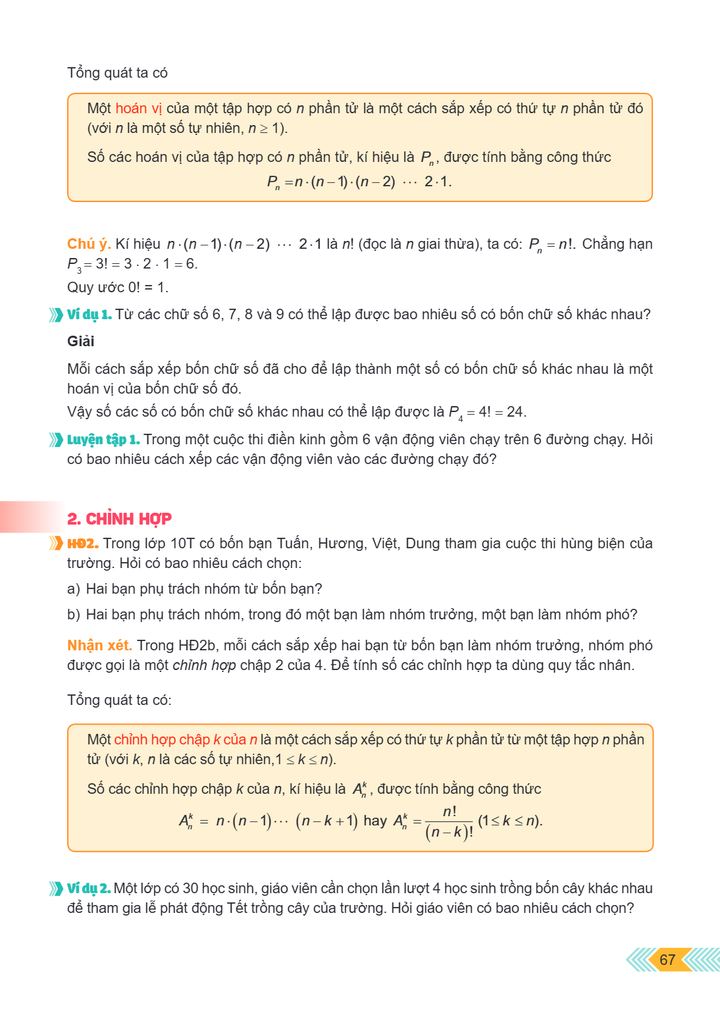 Tổng quát ta có
Một hoán vị của một tập hợp có n phần tử là một cách sắp xếp có thứ tự n phần tử đó
(với n là một số tự nhiên, n ≥ 1).
Số các hoán vị của tập hợp có n phần tử, kí hiệu là Pₙ, được tính bằng công thức
Pₙ = n · (n − 1) · (n − 2) ··· 2 · 1.
Chú ý. Kí hiệu n · (n − 1) · (n − 2) ··· 2 · 1 là n! (đọc là n giai thừa), ta có: Pₙ = n!. Chẳng hạn
P₃ = 3! = 3 · 2 · 1 = 6.
Quy ước 0! = 1.
Ví dụ 1. Từ các chữ số 6, 7, 8 và 9 có thể lập được bao nhiêu số có bốn chữ số khác nhau?
Giải
Mỗi cách sắp xếp bốn chữ số đã cho để lập thành một số có bốn chữ số khác nhau là một
hoán vị của bốn chữ số đó.
Vậy số các số có bốn chữ số khác nhau có thể lập được là P₄ = 4! = 24.
Luyện tập 1. Trong một cuộc thi điền kinh gồm 6 vận động viên chạy trên 6 đường chạy. Hỏi
có bao nhiêu cách xếp các vận động viên vào các đường chạy đó?
2. CHỈNH HỢP
HĐ2. Trong lớp 10T có bốn bạn Tuấn, Hương, Việt, Dung tham gia cuộc thi hùng biện của
trường. Hỏi có bao nhiêu cách chọn:
a) Hai bạn phụ trách nhóm từ bốn bạn?
b) Hai bạn phụ trách nhóm, trong đó một bạn làm nhóm trưởng, một bạn làm nhóm phó?
Nhận xét. Trong HĐ2b, mỗi cách sắp xếp hai bạn từ bốn bạn làm nhóm trưởng, nhóm phó
được gọi là một chỉnh hợp chập 2 của 4. Để tính số các chỉnh hợp ta dùng quy tắc nhân.
Tổng quát ta có:
Một chỉnh hợp chập k của n là một cách sắp xếp có thứ tự k phần tử từ một tập hợp n phần
tử (với k, n là các số tự nhiên,1 ≤ k ≤ n).
Số các chỉnh hợp chập k của n, kí hiệu là Aₙᵏ, được tính bằng công thức
Aₙᵏ = n · (n − 1) ··· (n − k + 1) hay Aₙᵏ = n!/(n − k)! (1 ≤ k ≤ n).
Ví dụ 2. Một lớp có 30 học sinh, giáo viên cần chọn lần lượt 4 học sinh trồng bốn cây khác nhau
để tham gia lễ phát động Tết trồng cây của trường. Hỏi giáo viên có bao nhiêu cách chọn?
67